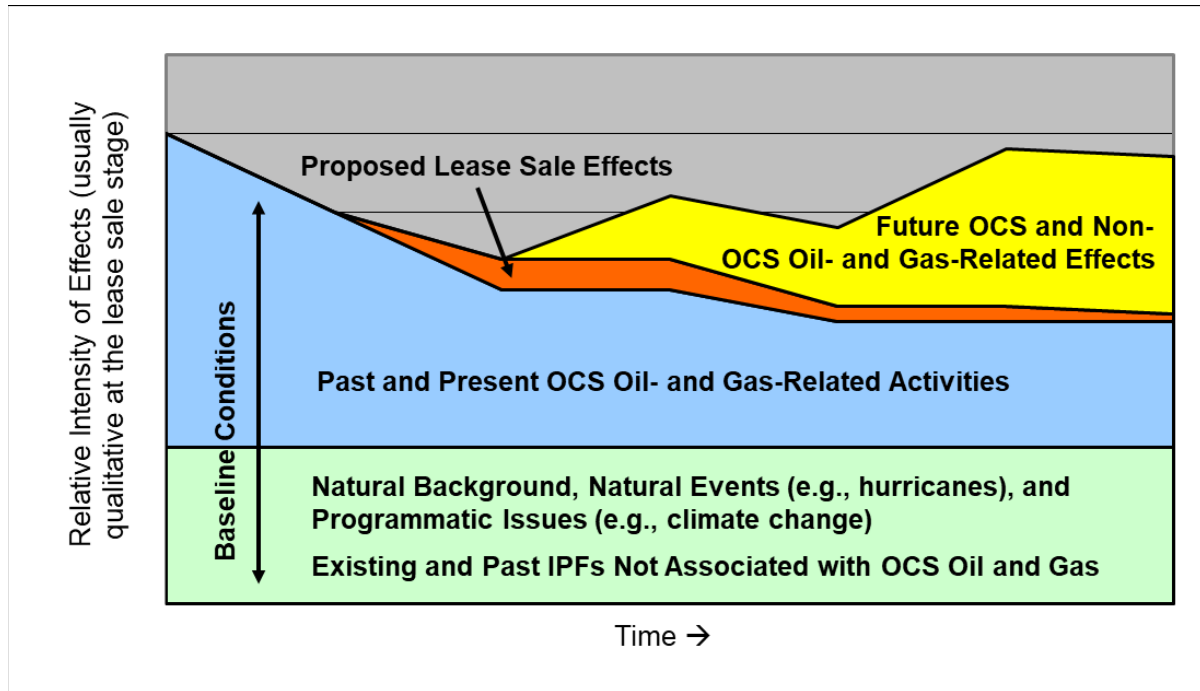 Relative Intensity of Effects (usually
qualitative at the lease sale stage)
Baseline Conditions
Proposed Lease Sale Effects
Future OCS and Non-
OCS Oil- and Gas-Related Effects
Past and Present OCS Oil- and Gas-Related Activities
Natural Background, Natural Events (e.g., hurricanes), and
Programmatic Issues (e.g., climate change)
Existing and Past IPFs Not Associated with OCS Oil and Gas
Time →